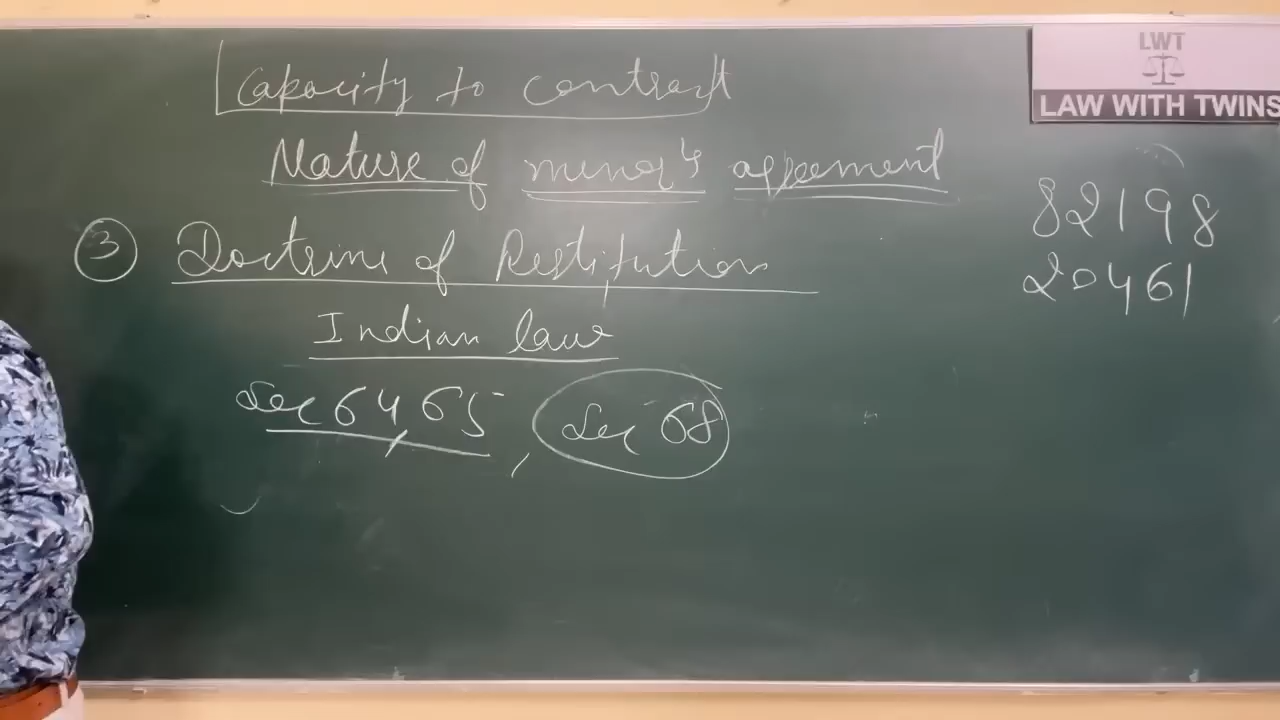 Capacity to contract
Nature of minor's agreement
③ Doctrine of Restitution
Indian law
Sec 64, 65, Sec 68
LWT
LAW WITH TWINS
82198
20461